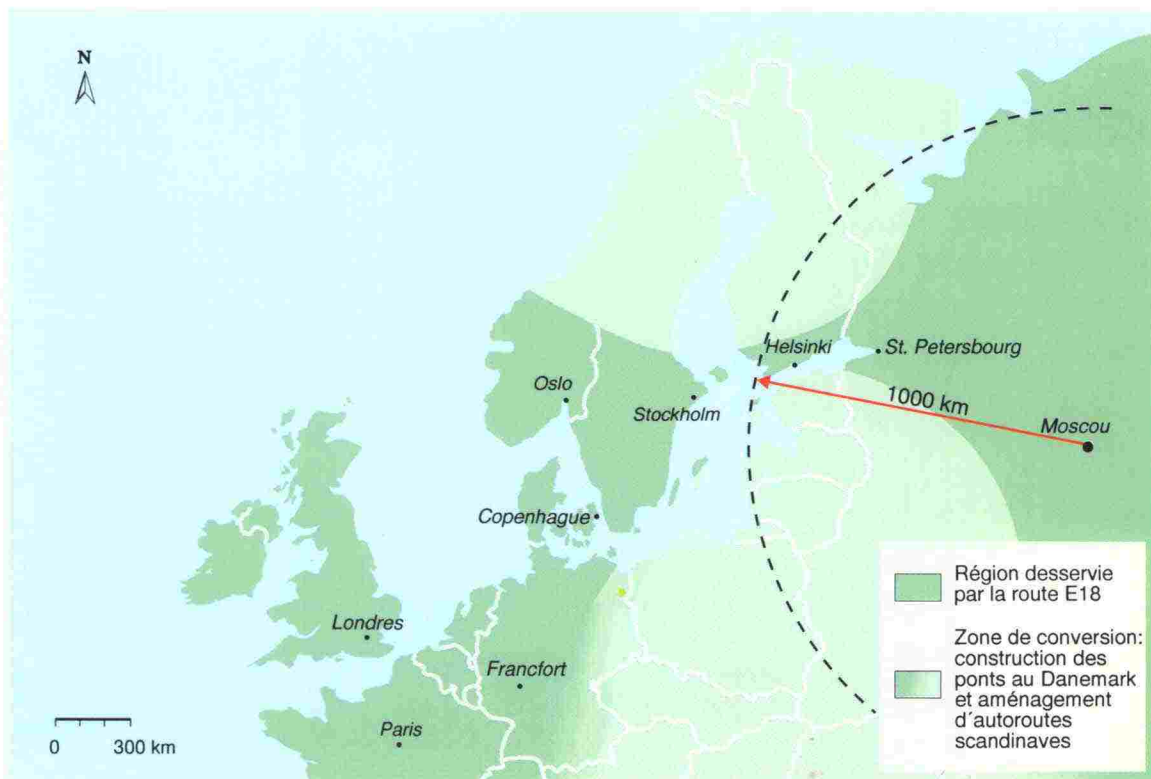 N
Helsinki
St. Petersbourg
Oslo
Stockholm
1000 km
Moscou
Copenhague
Londres
Francfort
Paris
0 300 km
Région desservie
par la route E18
Zone de conversion:
construction des
ponts au Danemark
et aménagement
d´autoroutes
scandinaves